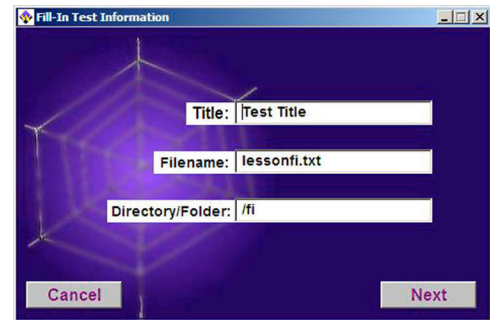 Fill-In Test Information
Title: Test Title
Filename: lessonfi.txt
Directory/Folder: /fi
Cancel Next